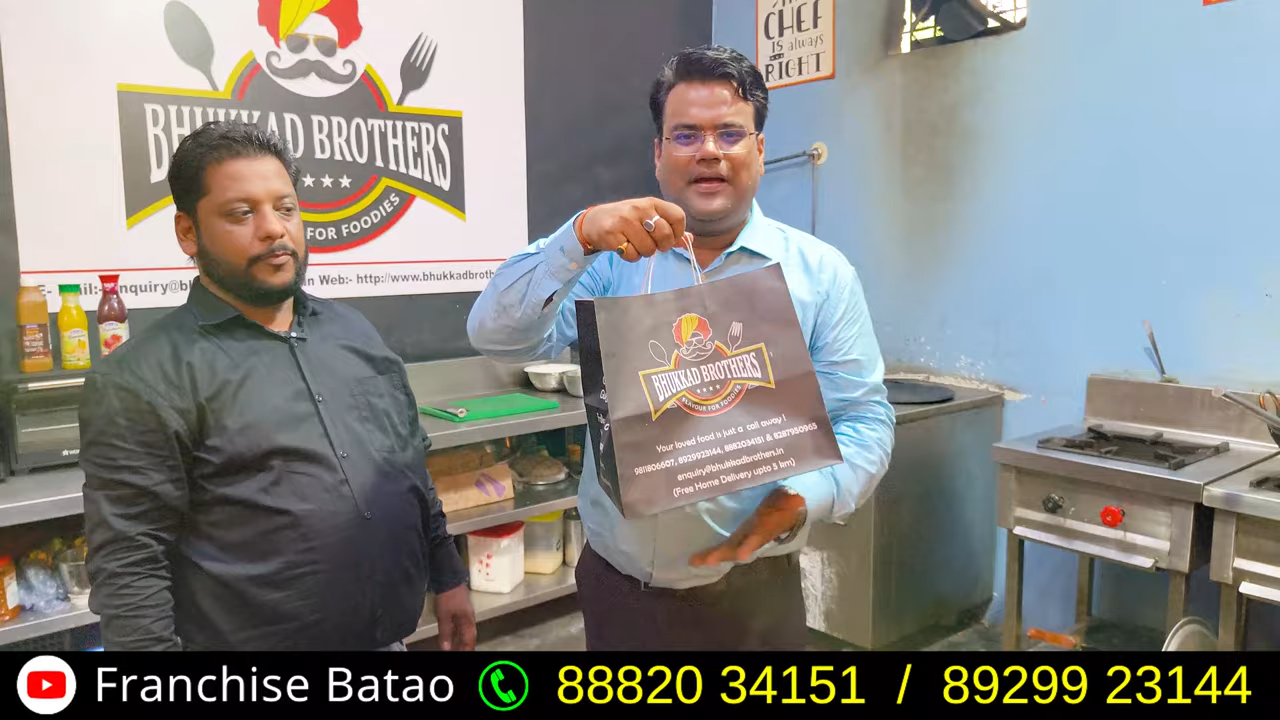 CHEF
IS always
RIGHT
BHUKKAD BROTHERS
FOR FOODIES
Web:- http://www.bhukkadbroth
BHUKKAD BROTHERS
FLAVOUR FOR FOODIES
Your loved food is just a call away !
9811806607, 8929923144, 8882034151 & 8287950965
enquiry@bhukkadbrothers.in
(Free Home Delivery upto 5 km)
Franchise Batao 88820 34151 / 89299 23144